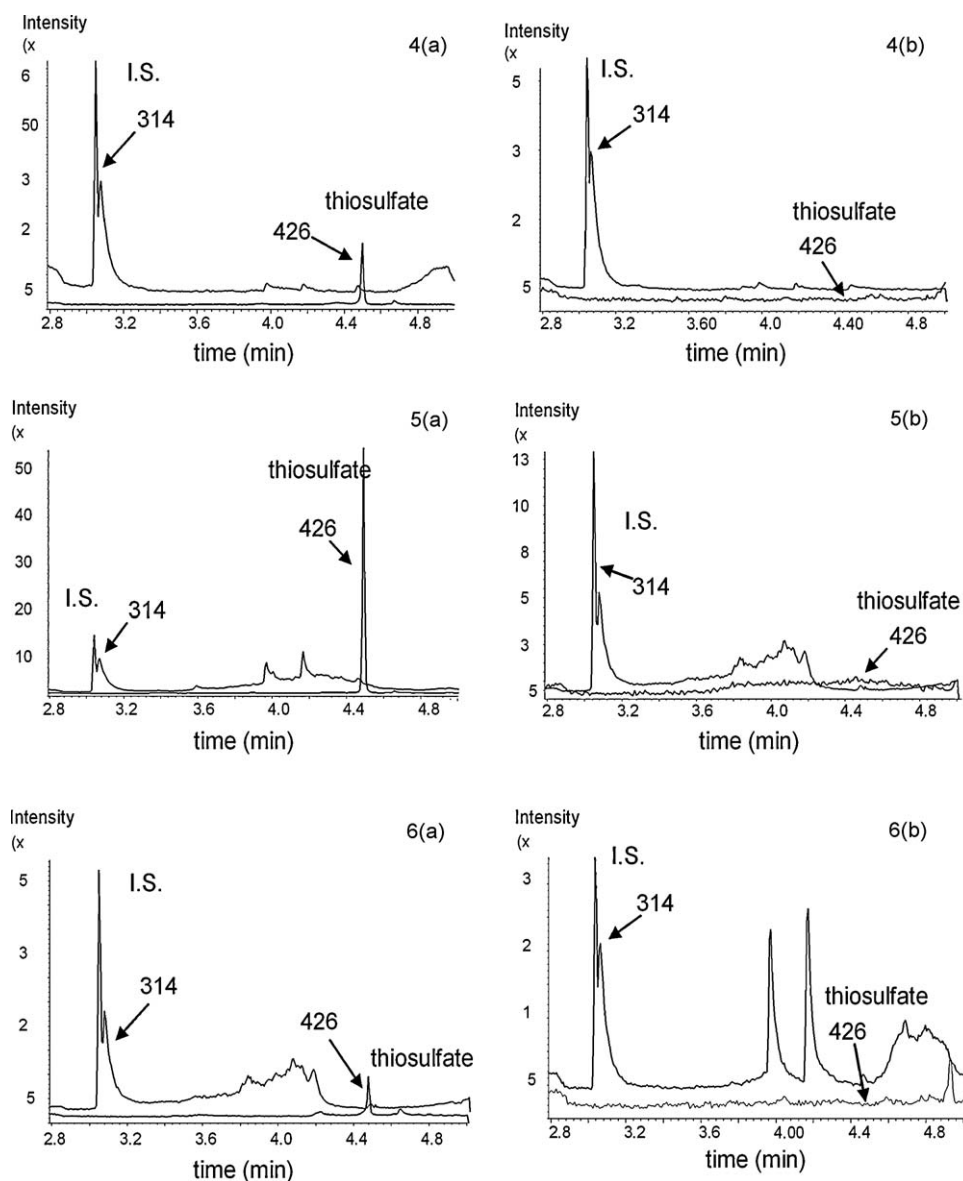 Intensity
(x
4(a)
6
50
3
2
5
I.S.
314
thiosulfate
426
2.8 3.2 3.6 4.0 4.4 4.8
time (min)
Intensity
(x
4(b)
5
3
2
5
I.S.
314
thiosulfate
426
2.8 3.2 3.60 4.0 4.40 4.8
time (min)
Intensity
(x
5(a)
50
40
30
20
10
I.S.
314
thiosulfate
426
2.8 3.2 3.6 4.0 4.4 4.8
time (min)
Intensity
(x
5(b)
13
10
8
5
3
5
I.S.
314
thiosulfate
426
2.8 3.2 3.6 4.0 4.4 4.8
time (min)
Intensity
(x
6(a)
5
3
2
5
I.S.
314
426
thiosulfate
2.8 3.2 3.6 4.0 4.4 4.8
time (min)
Intensity
(x
6(b)
3
2
1
5
I.S.
314
thiosulfate
426
2.8 3.2 3.6 4.00 4.4 4.8
time (min)